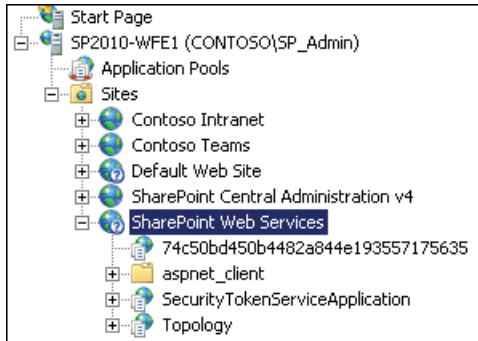 Start Page
SP2010-WFE1 (CONTOSO\SP_Admin)
Application Pools
Sites
Contoso Intranet
Contoso Teams
Default Web Site
SharePoint Central Administration v4
SharePoint Web Services
74c50bd450b4482a844e193557175635
aspnet_client
SecurityTokenServiceApplication
Topology